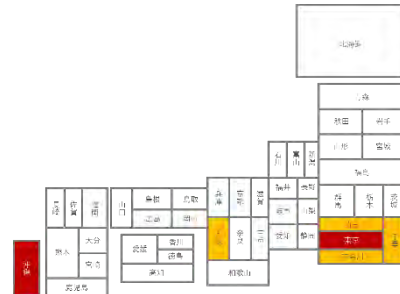 北海道
青森
秋田 岩手
山形 宮城
福島
石川 富山 新潟
福井 長野
群馬 栃木 茨城
岐阜 山梨
愛知 静岡
埼玉
東京
神奈川
千葉
兵庫 京都 滋賀
大阪 奈良 三重
和歌山
山口 島根 鳥取
広島 岡山
愛媛 香川
徳島
高知
長崎 佐賀 福岡
熊本 大分
宮崎
鹿児島
沖縄